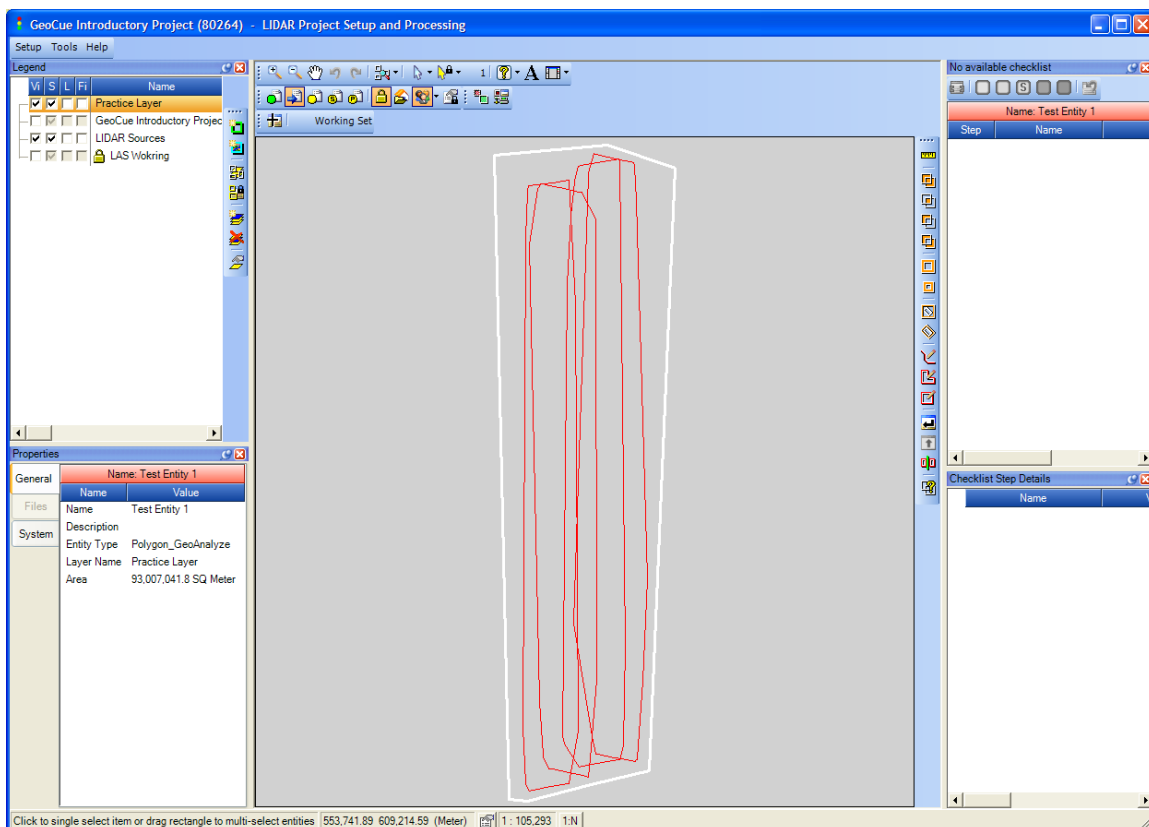 GeoCue Introductory Project (80264) - LIDAR Project Setup and Processing
Setup Tools Help
Legend
Vi S L Fi Name
Practice Layer
GeoCue Introductory Projec
LIDAR Sources
LAS Wokring
1
Working Set
No available checklist
S
Name: Test Entity 1
Step Name
Properties
General
Files
System
Name: Test Entity 1
Name Value
Name Test Entity 1
Description
Entity Type Polygon_GeoAnalyze
Layer Name Practice Layer
Area 93,007,041.8 SQ Meter
Checklist Step Details
Name V
Click to single select item or drag rectangle to multi-select entities 553,741.89 609,214.59 (Meter) 1 : 105,293 1:N